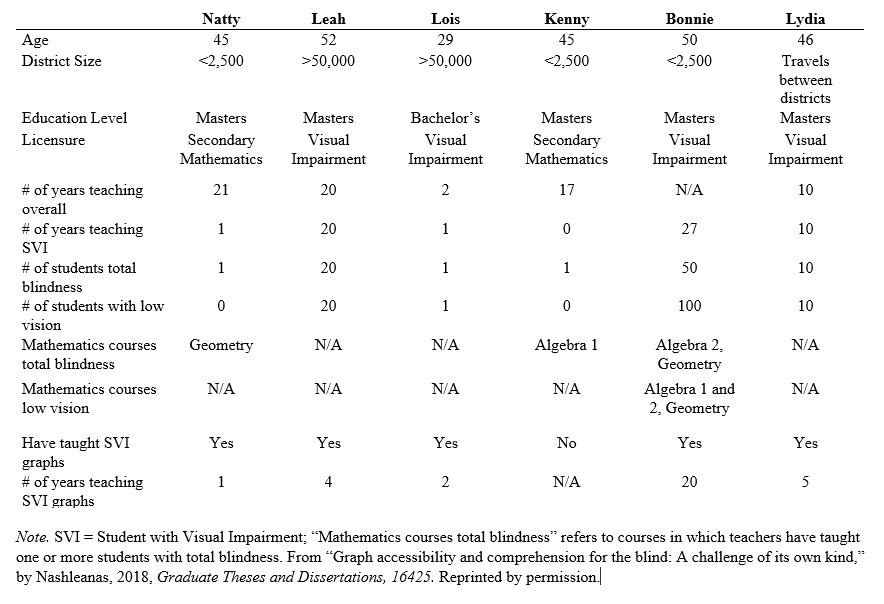 Natty Leah Lois Kenny Bonnie Lydia
Age 45 52 29 45 50 46
District Size <2,500 >50,000 >50,000 <2,500 <2,500 Travels
between
districts
Education Level Masters Masters Bachelor’s Masters Masters Masters
Licensure Secondary Visual Visual Secondary Visual Visual
Mathematics Impairment Impairment Mathematics Impairment Impairment
# of years teaching 21 20 2 17 N/A 10
overall
# of years teaching 1 20 1 0 27 10
SVI
# of students total 1 20 1 1 50 10
blindness
# of students with low 0 20 1 0 100 10
vision
Mathematics courses Geometry N/A N/A Algebra 1 Algebra 2, N/A
total blindness Geometry
Mathematics courses N/A N/A N/A N/A Algebra 1 and N/A
low vision 2, Geometry
Have taught SVI Yes Yes Yes No Yes Yes
graphs
# of years teaching 1 4 2 N/A 20 5
SVI graphs
Note. SVI = Student with Visual Impairment; “Mathematics courses total blindness” refers to courses in which teachers have taught
one or more students with total blindness. From “Graph accessibility and comprehension for the blind: A challenge of its own kind,”
by Nashleanas, 2018, Graduate Theses and Dissertations, 16425. Reprinted by permission.